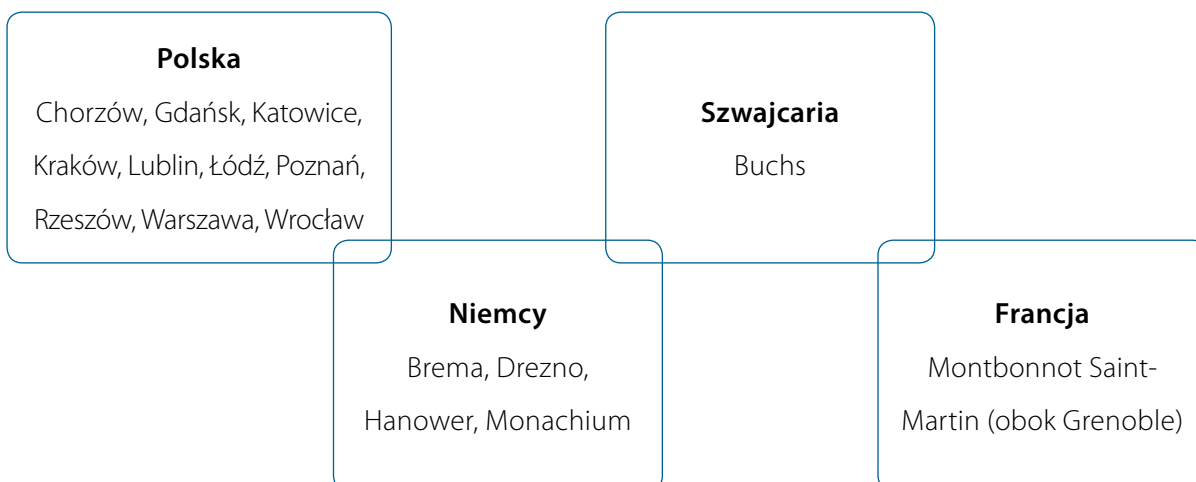 Polska
Chorzów, Gdańsk, Katowice,
Kraków, Lublin, Łódź, Poznań,
Rzeszów, Warszawa, Wrocław
Szwajcaria
Buchs
Niemcy
Brema, Drezno,
Hanower, Monachium
Francja
Montbonnot Saint-
Martin (obok Grenoble)